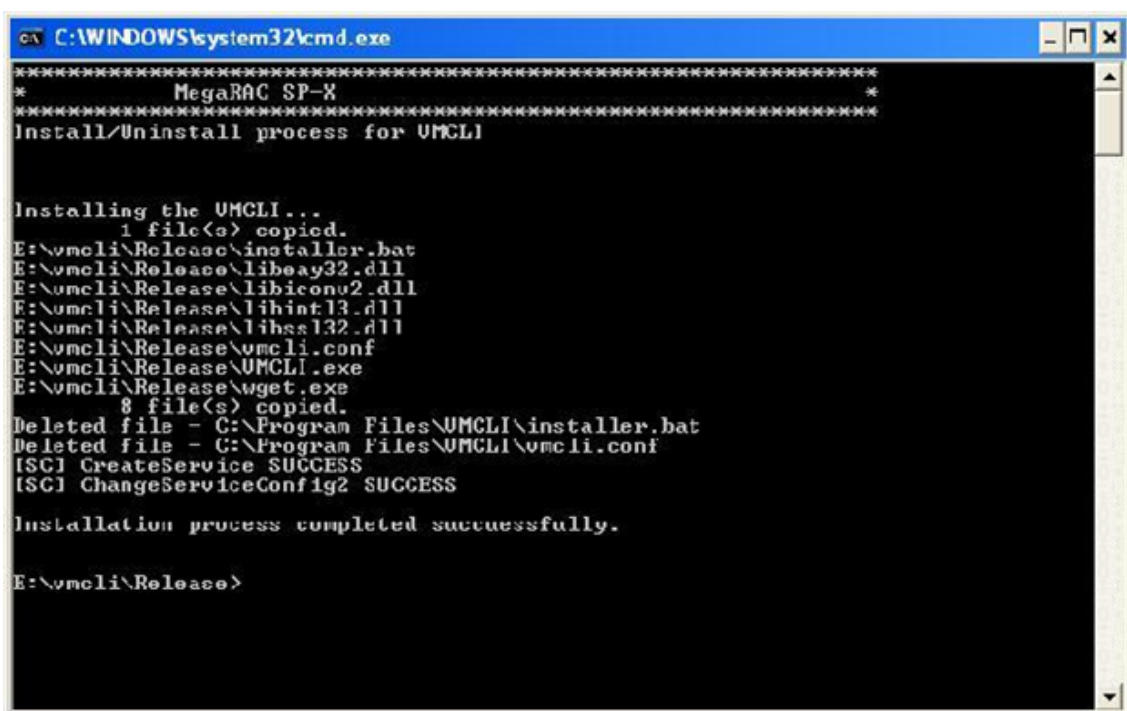 C:\WINDOWS\system32\cmd.exe
****************************************************************
* MegaRAC SP-X *
****************************************************************
Install/Uninstall process for VMCLI
Installing the VMCLI...
1 file(s) copied.
E:\vmcli\Release\installer.bat
E:\vmcli\Release\libeay32.dll
E:\vmcli\Release\libiconv2.dll
E:\vmcli\Release\libintl3.dll
E:\vmcli\Release\libssl32.dll
E:\vmcli\Release\vmcli.conf
E:\vmcli\Release\VMCLI.exe
E:\vmcli\Release\wget.exe
8 file(s) copied.
Deleted file - C:\Program Files\VMCLI\installer.bat
Deleted file - C:\Program Files\VMCLI\vmcli.conf
[SC] CreateService SUCCESS
[SC] ChangeServiceConfig2 SUCCESS
Installation process completed succuessfully.
E:\vmcli\Release>